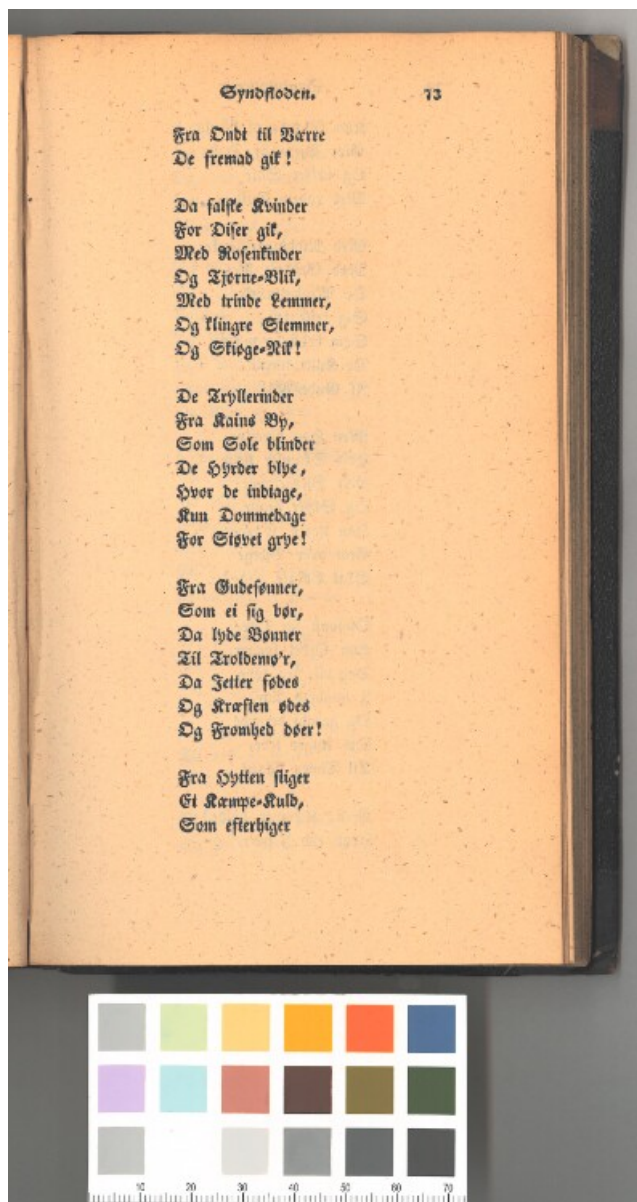 Syndfloden. 73
Fra Ondt til Værre
De fremad gik!
Da falske Kvinder
For Diser gik,
Med Rosenkinder
Og Tjørne-Blik,
Med trinde Lemmer,
Og klingre Stemmer,
Og Skiøge-Nik!
De Tryllerinder
Fra Kains By,
Som Sole blinder
De Hyrder blye,
Hvor de indtage,
Kun Dommedage
For Støvet grye!
Fra Gudesønner,
Som ei sig bør,
Da lyde Bønner
Til Troldemø'r,
Da Jetter fødes
Og Kræften ødes
Og Fromhed døer!
Fra Hytten stiger
Et Kæmpe-Kuld,
Som efterhiger
10 20 30 40 50 60 70